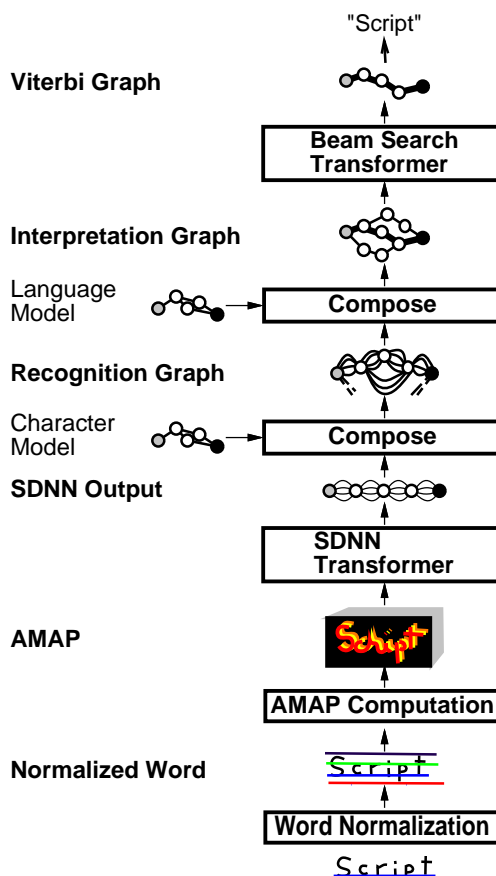 "Script"
Viterbi Graph
Beam Search
Transformer
Interpretation Graph
Language
Model
Compose
Recognition Graph
Character
Model
Compose
SDNN Output
SDNN
Transformer
AMAP
Script
AMAP Computation
Script
Normalized Word
Word Normalization
Script